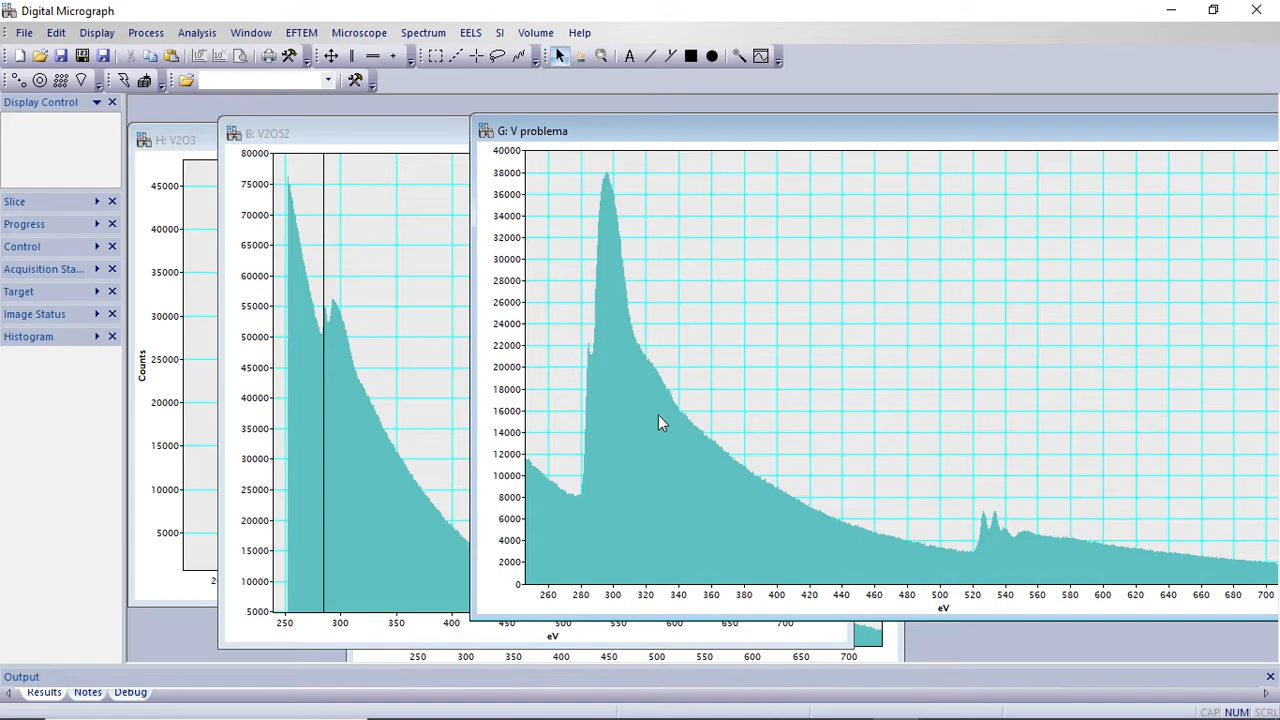 Digital Micrograph
File Edit Display Process Analysis Window EFTEM Microscope Spectrum EELS SI Volume Help
Display Control
Slice
Progress
Control
Acquisition Sta...
Target
Image Status
Histogram
H: V2O3
45000
40000
35000
30000
25000
20000
15000
10000
5000
Counts
2
B: V2O52
80000
75000
70000
65000
60000
55000
50000
45000
40000
35000
30000
25000
20000
15000
10000
5000
250 300 350 400 450 500 550 600 650 700
eV
250 300 350 400 450 500 550 600 650 700
G: V problema
40000
38000
36000
34000
32000
30000
28000
26000
24000
22000
20000
18000
16000
14000
12000
10000
8000
6000
4000
2000
0
260 280 300 320 340 360 380 400 420 440 460 480 500 520 540 560 580 600 620 640 660 680 700
eV
Output
Results Notes Debug
CAP NUM SCRL